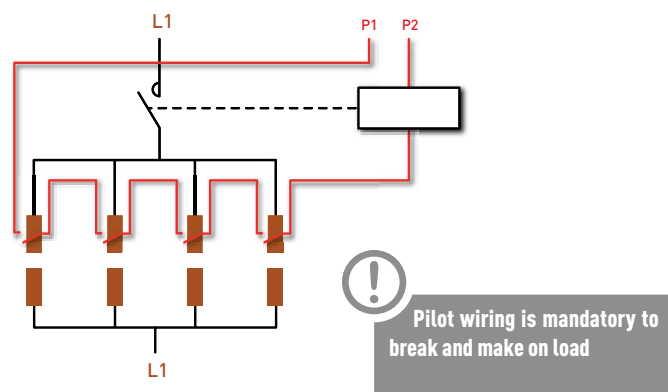 L1
P1
P2
!
Pilot wiring is mandatory to
break and make on load
L1